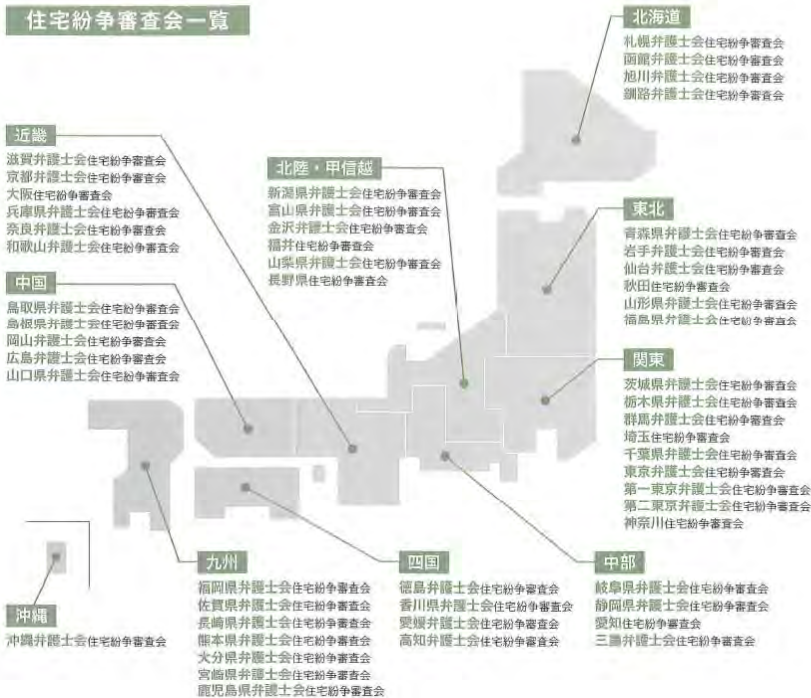 住宅紛争審査会一覧
北海道
札幌弁護士会住宅紛争審査会
函館弁護士会住宅紛争審査会
旭川弁護士会住宅紛争審査会
釧路弁護士会住宅紛争審査会
近畿
滋賀弁護士会住宅紛争審査会
京都弁護士会住宅紛争審査会
大阪住宅紛争審査会
兵庫県弁護士会住宅紛争審査会
奈良弁護士会住宅紛争審査会
和歌山弁護士会住宅紛争審査会
北陸・甲信越
新潟県弁護士会住宅紛争審査会
富山県弁護士会住宅紛争審査会
金沢弁護士会住宅紛争審査会
福井住宅紛争審査会
山梨県弁護士会住宅紛争審査会
長野県住宅紛争審査会
東北
青森県弁護士会住宅紛争審査会
岩手弁護士会住宅紛争審査会
仙台弁護士会住宅紛争審査会
秋田住宅紛争審査会
山形県弁護士会住宅紛争審査会
福島県弁護士会住宅紛争審査会
中国
鳥取県弁護士会住宅紛争審査会
島根県弁護士会住宅紛争審査会
岡山弁護士会住宅紛争審査会
広島弁護士会住宅紛争審査会
山口県弁護士会住宅紛争審査会
関東
茨城県弁護士会住宅紛争審査会
栃木県弁護士会住宅紛争審査会
群馬弁護士会住宅紛争審査会
埼玉住宅紛争審査会
千葉県弁護士会住宅紛争審査会
東京弁護士会住宅紛争審査会
第一東京弁護士会住宅紛争審査会
第二東京弁護士会住宅紛争審査会
神奈川住宅紛争審査会
沖縄
沖縄弁護士会住宅紛争審査会
九州
福岡県弁護士会住宅紛争審査会
佐賀県弁護士会住宅紛争審査会
長崎県弁護士会住宅紛争審査会
熊本県弁護士会住宅紛争審査会
大分県弁護士会住宅紛争審査会
宮崎県弁護士会住宅紛争審査会
鹿児島県弁護士会住宅紛争審査会
四国
徳島弁護士会住宅紛争審査会
香川県弁護士会住宅紛争審査会
愛媛弁護士会住宅紛争審査会
高知弁護士会住宅紛争審査会
中部
岐阜県弁護士会住宅紛争審査会
静岡県弁護士会住宅紛争審査会
愛知住宅紛争審査会
三重弁護士会住宅紛争審査会